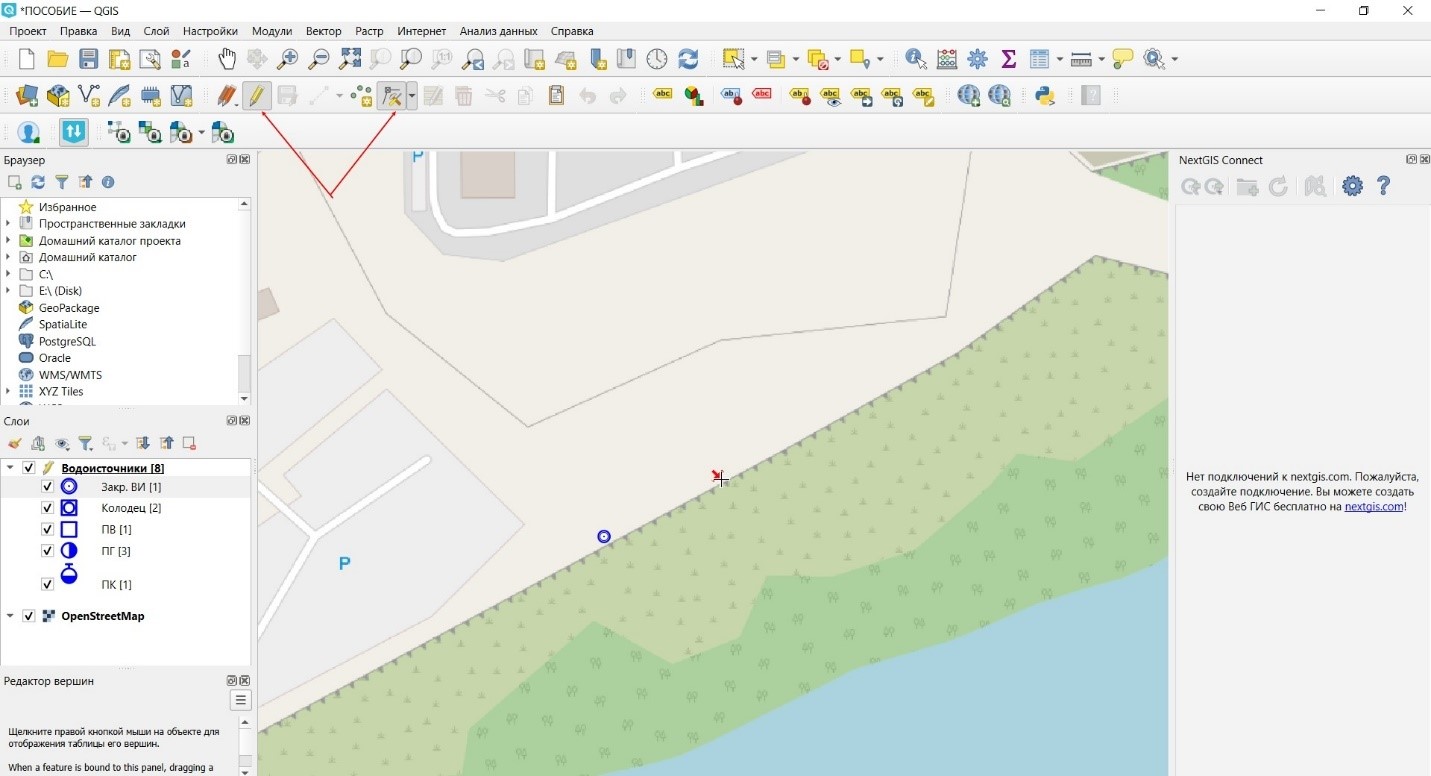 *ПОСОБИЕ — QGIS
Проект Правка Вид Слой Настройки Модули Вектор Растр Интернет Анализ данных Справка
Браузер
Избранное
Пространственные закладки
Домашний каталог проекта
Домашний каталог
C:\
E:\ (Disk)
GeoPackage
SpatiaLite
PostgreSQL
Oracle
WMS/WMTS
XYZ Tiles
Слои
Водоисточники [8]
Закр. ВИ [1]
Колодец [2]
ПВ [1]
ПГ [3]
ПК [1]
OpenStreetMap
Редактор вершин
Щелкните правой кнопкой мыши на объекте для
отображения таблицы его вершин.
When a feature is bound to this panel, dragging a
P
P
NextGIS Connect
Нет подключений к nextgis.com. Пожалуйста,
создайте подключение. Вы можете создать
свою Веб ГИС бесплатно на nextgis.com!